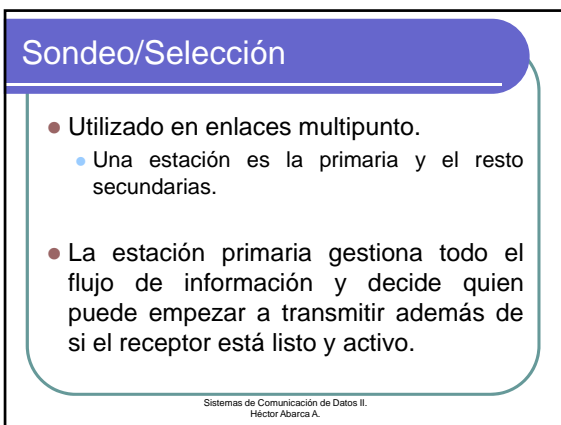 Sondeo/Selección
Utilizado en enlaces multipunto.
Una estación es la primaria y el resto
secundarias.
La estación primaria gestiona todo el
flujo de información y decide quien
puede empezar a transmitir además de
si el receptor está listo y activo.
Sistemas de Comunicación de Datos II.
Héctor Abarca A.